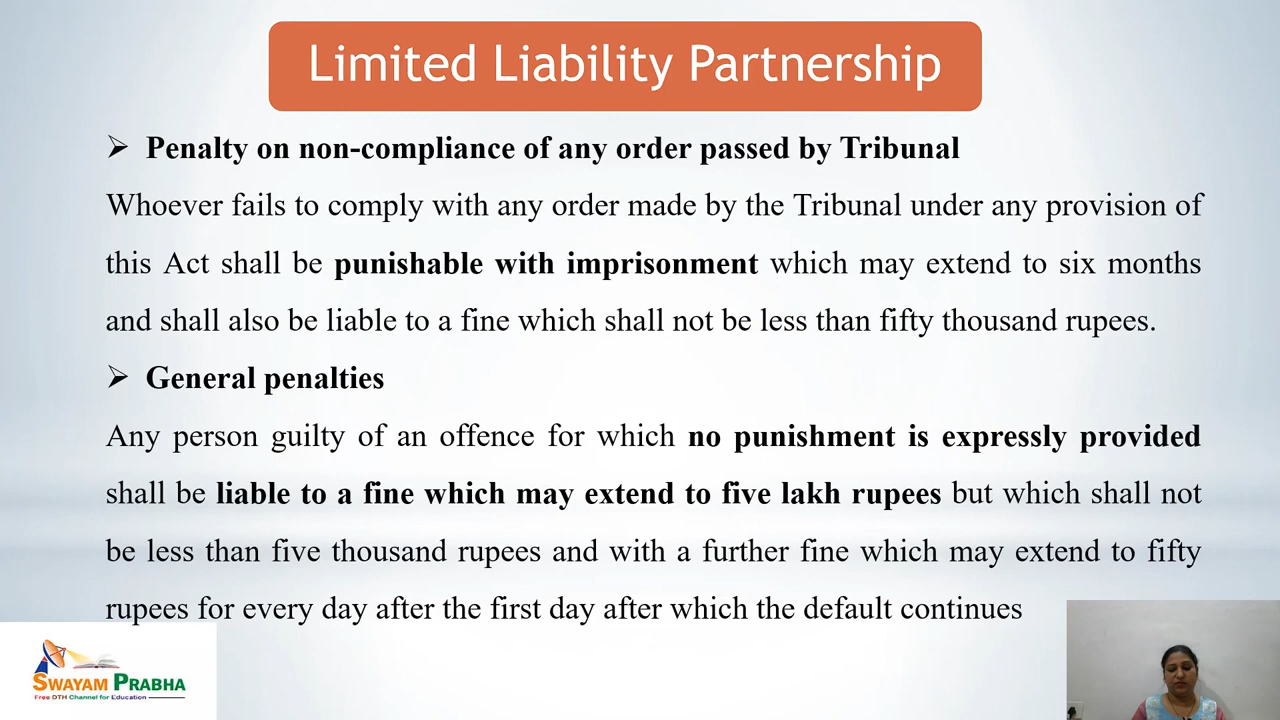 Limited Liability Partnership
➢ Penalty on non-compliance of any order passed by Tribunal
Whoever fails to comply with any order made by the Tribunal under any provision of
this Act shall be punishable with imprisonment which may extend to six months
and shall also be liable to a fine which shall not be less than fifty thousand rupees.
➢ General penalties
Any person guilty of an offence for which no punishment is expressly provided
shall be liable to a fine which may extend to five lakh rupees but which shall not
be less than five thousand rupees and with a further fine which may extend to fifty
rupees for every day after the first day after which the default continues
SWAYAM PRABHA
Free DTH Channel for Education